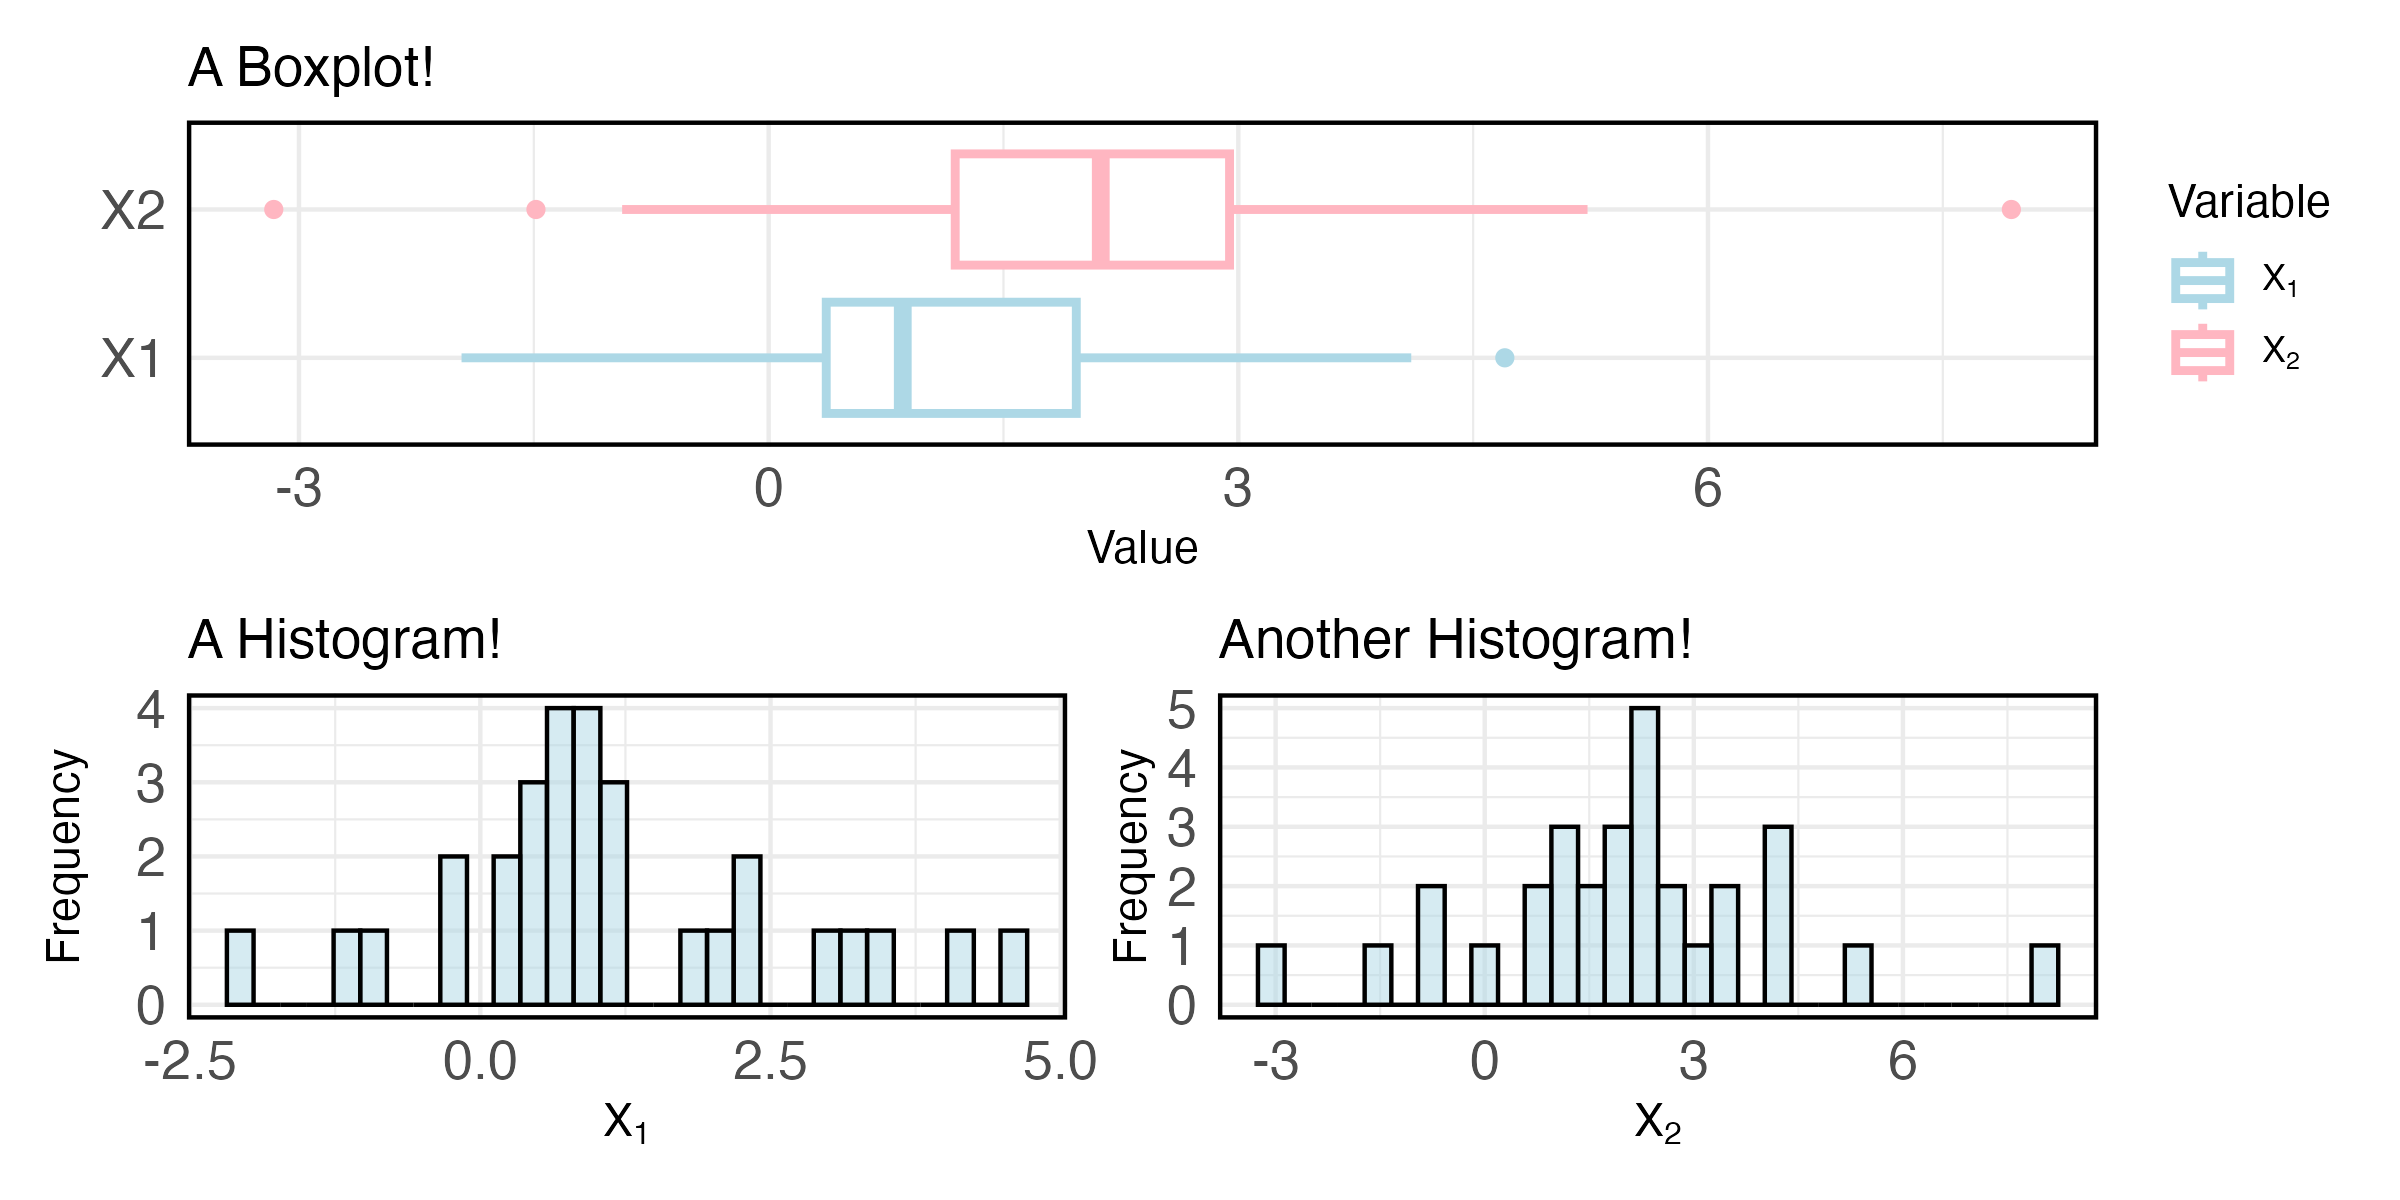 A Boxplot!
X2
X1
-3 0 3 6
Value
Variable
X₁
X₂
A Histogram!
Frequency
4
3
2
1
0
-2.5 0.0 2.5 5.0
X₁
Another Histogram!
Frequency
5
4
3
2
1
0
-3 0 3 6
X₂